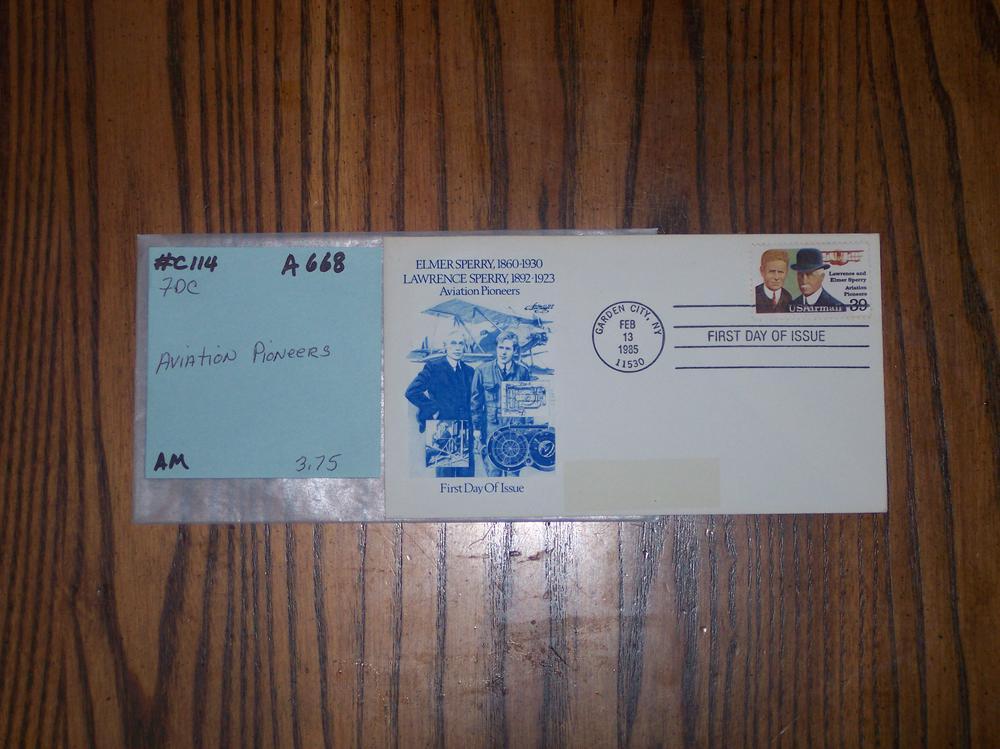 #C114 A668
FDC
AVIATION PIONEERS
AM 3.75
ELMER SPERRY, 1860-1930
LAWRENCE SPERRY, 1892-1923
Aviation Pioneers
First Day Of Issue
GARDEN CITY, NY
FEB
13
1985
11530
FIRST DAY OF ISSUE
Lawrence and
Elmer Sperry
Aviation
Pioneers
USAirmail 39